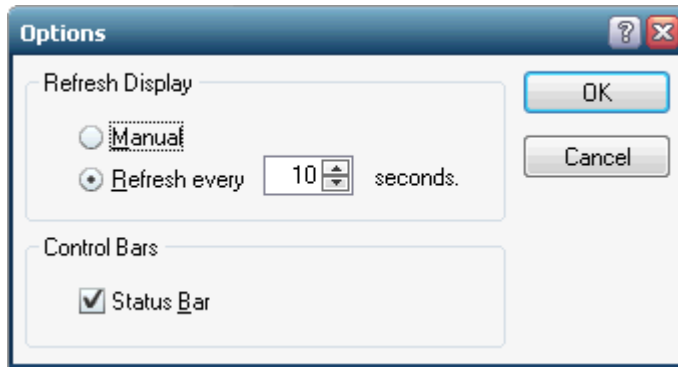 Options
Refresh Display
Manual
Refresh every 10 seconds.
Control Bars
Status Bar
OK
Cancel